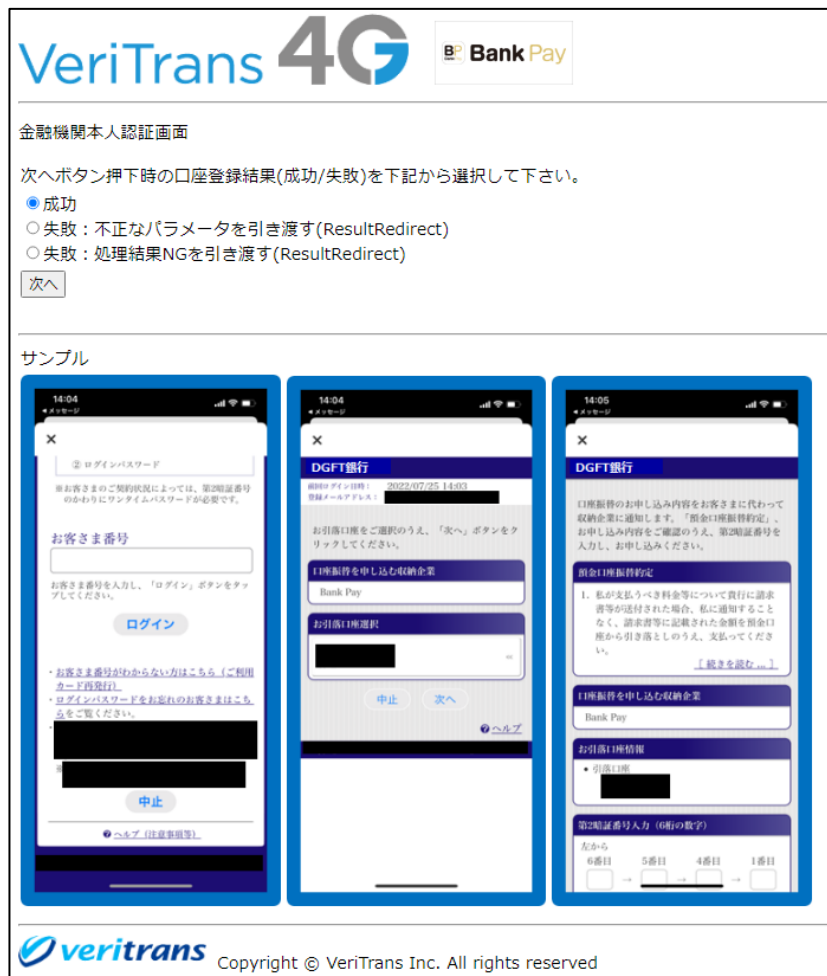 VeriTrans 4G
BP Bank Pay
金融機関本人認証画面
次へボタン押下時の口座登録結果(成功/失敗)を下記から選択して下さい。
成功
失敗：不正なパラメータを引き渡す(ResultRedirect)
失敗：処理結果NGを引き渡す(ResultRedirect)
次へ
サンプル
14:04
メッセージ
×
② ログインパスワード
※お客さまのご契約状況によっては、第2暗証番号
のかわりにワンタイムパスワードが必要です。
お客さま番号
お客さま番号を入力し、「ログイン」ボタンをタッ
プしてください。
ログイン
・お客さま番号がわからない方はこちら（ご利用
カード再発行）
・ログインパスワードをお忘れのお客さまはこち
らをご覧ください。
※
中止
ヘルプ（注意事項等）
14:04
メッセージ
×
DGFT銀行
前回ログイン日時： 2022/07/25 14:03
登録メールアドレス：
お引落口座をご選択のうえ、「次へ」ボタンをク
リックしてください。
口座振替を申し込む収納企業
Bank Pay
お引落口座選択
中止
次へ
ヘルプ
14:05
メッセージ
×
DGFT銀行
口座振替のお申し込み内容をお客さまに代わって
収納企業に通知します。「預金口座振替約定」、
お申し込み内容をご確認のうえ、第2暗証番号を
入力し、お申し込みください。
預金口座振替約定
1. 私が支払うべき料金等について貴行に請求
書等が送付された場合、私に通知すること
なく、請求書等に記載された金額を預金口
座から引き落としのうえ、支払ってくださ
い。
［ 続きを読む ... ］
口座振替を申し込む収納企業
Bank Pay
お引落口座情報
• 引落口座
第2暗証番号入力（6桁の数字）
左から
6番目 5番目 4番目 1番目
→ → →
veritrans Copyright © VeriTrans Inc. All rights reserved